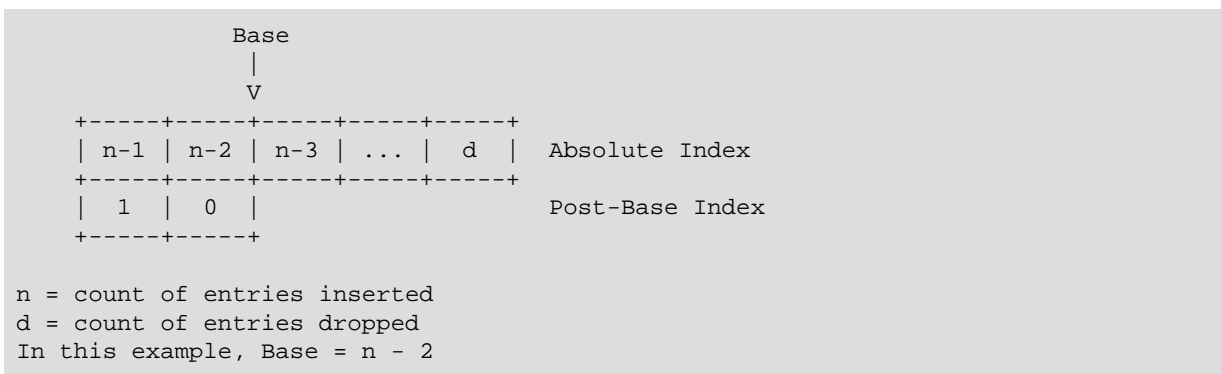 Base
                   |
                   V
    +-----+-----+-----+-----+-----+
    | n-1 | n-2 | n-3 | ... |  d  |  Absolute Index
    +-----+-----+-----+-----+-----+
    |  1  |  0  |                    Post-Base Index
    +-----+-----+

n = count of entries inserted
d = count of entries dropped
In this example, Base = n - 2